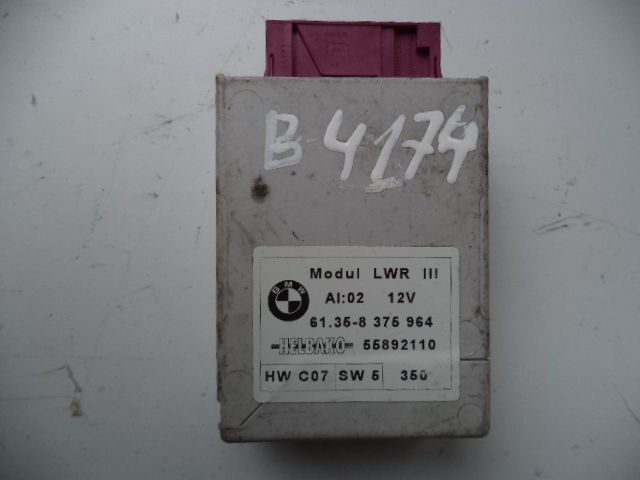 B 4174
Modul LWR III
BMW
AI:02 12V
61.35-8 375 964
HELBAKO 55892110
HW C07 SW 5 350